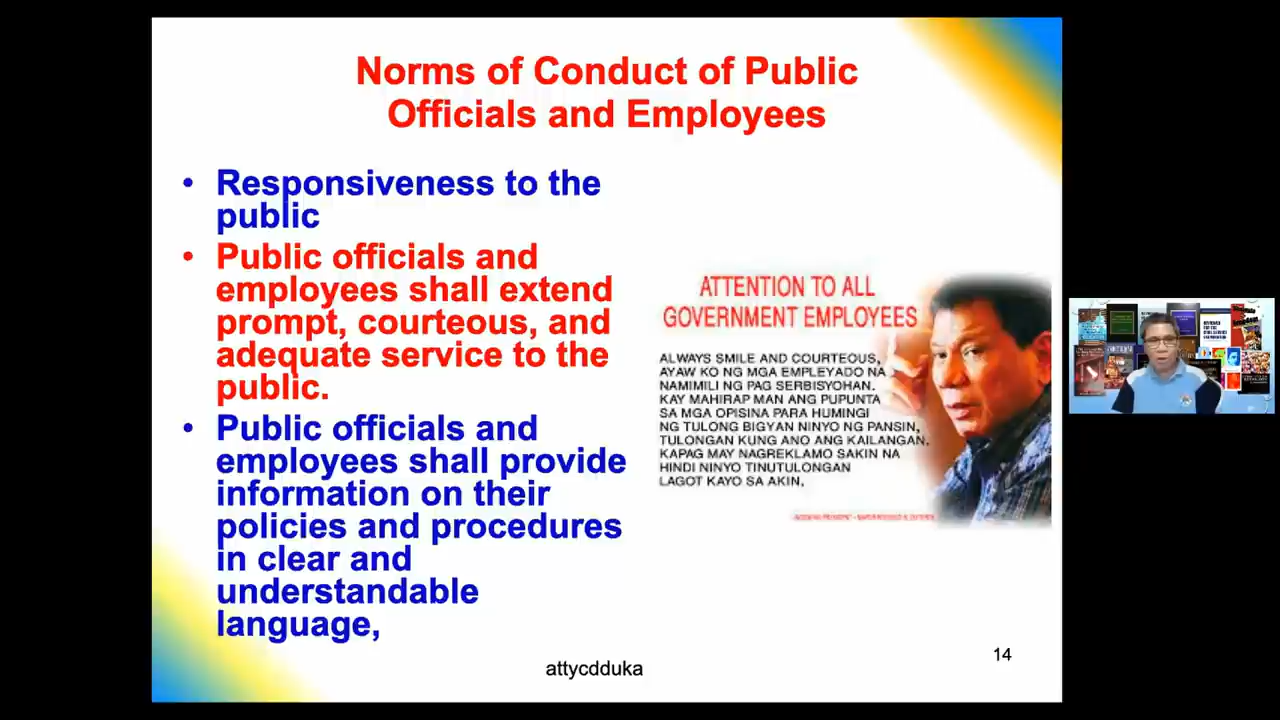 Norms of Conduct of Public
Officials and Employees
• Responsiveness to the
public
• Public officials and
employees shall extend
prompt, courteous, and
adequate service to the
public.
• Public officials and
employees shall provide
information on their
policies and procedures
in clear and
understandable
language,
ATTENTION TO ALL
GOVERNMENT EMPLOYEES
ALWAYS SMILE AND COURTEOUS,
AYAW KO NG MGA EMPLEYADO NA
NAMIMILI NG PAG SERBISYOHAN.
KAY MAHIRAP MAN ANG PUPUNTA
SA MGA OPISINA PARA HUMINGI
NG TULONG BIGYAN NINYO NG PANSIN,
TULONGAN KUNG ANO ANG KAILANGAN,
KAPAG MAY NAGREKLAMO SAKIN NA
HINDI NINYO TINUTULONGAN
LAGOT KAYO SA AKIN,
attycdduka
14